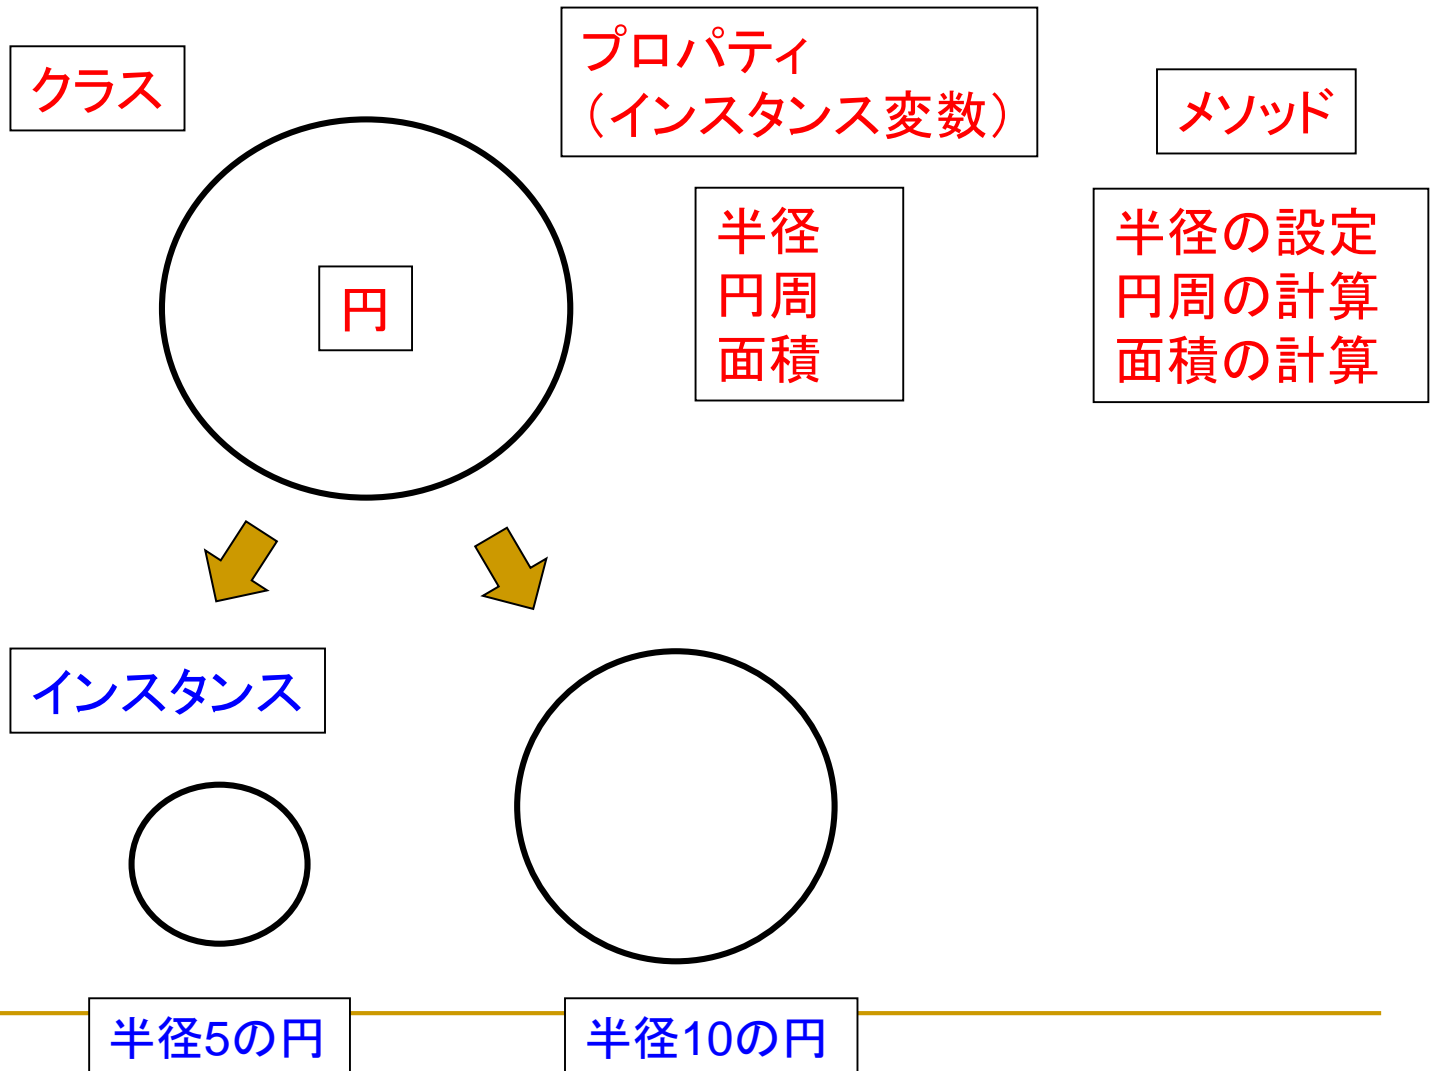 クラス
プロパティ
（インスタンス変数）
メソッド
円
半径
円周
面積
半径の設定
円周の計算
面積の計算
インスタンス
半径5の円
半径10の円